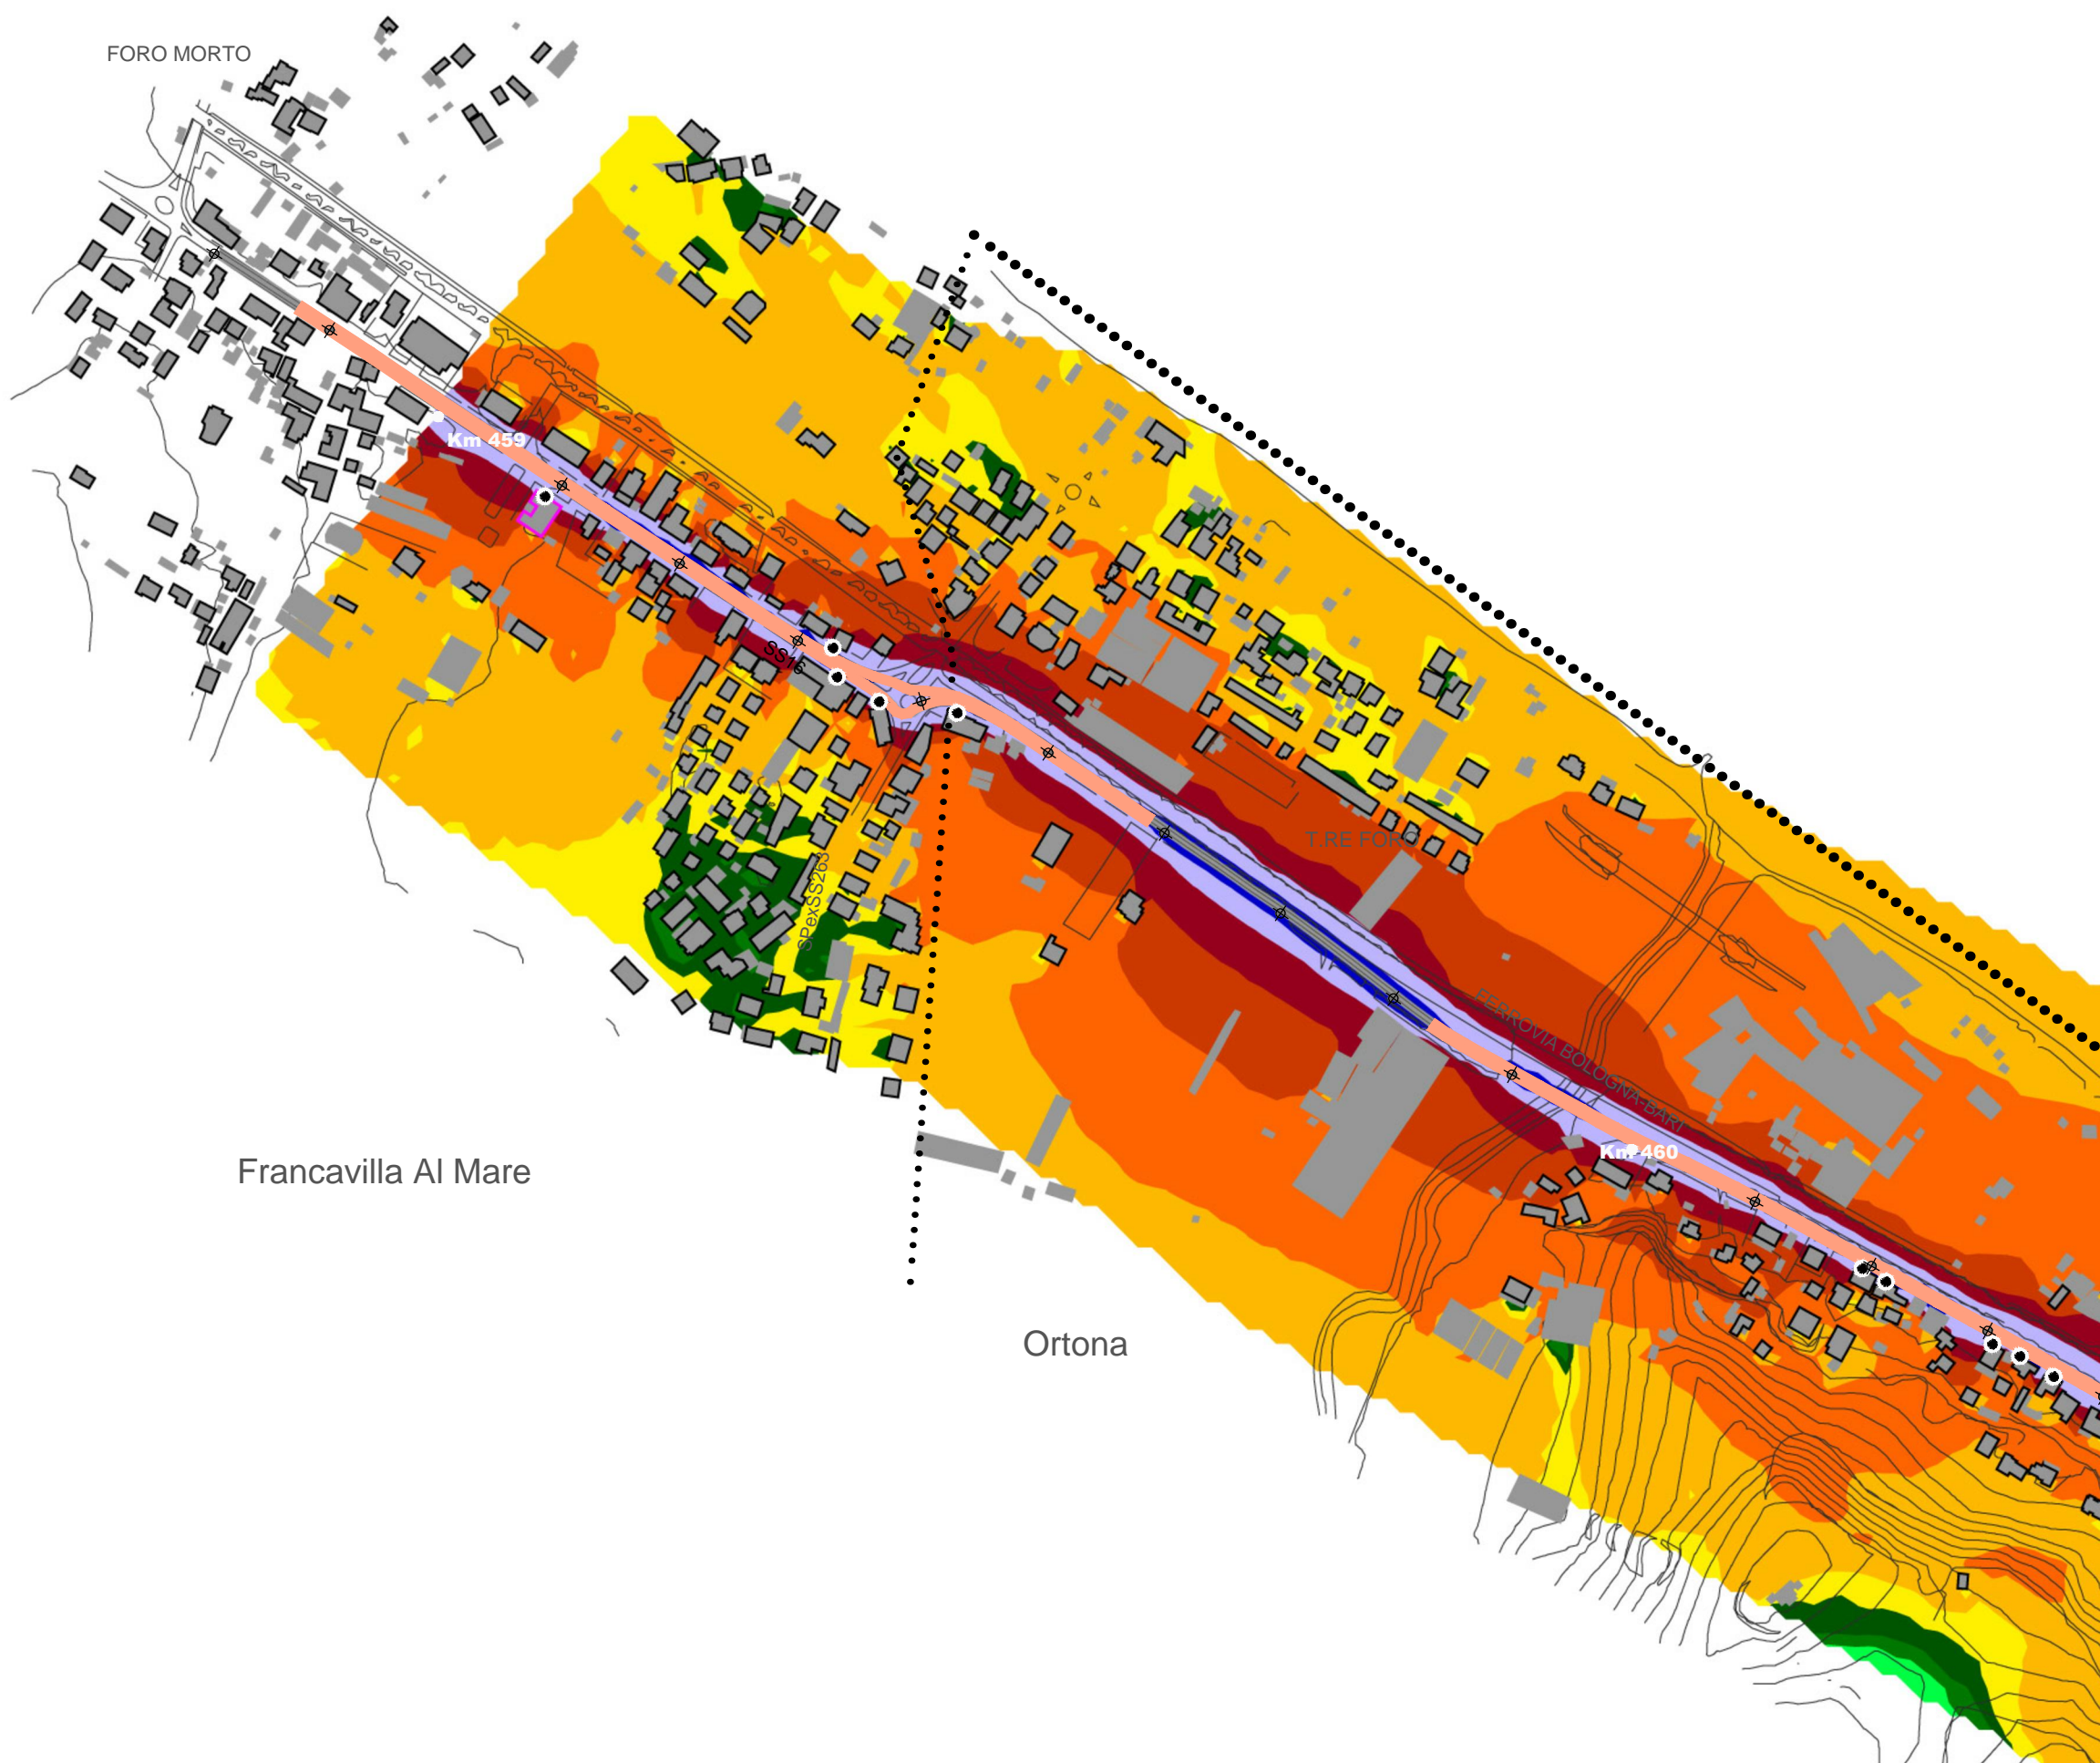 FORO MORTO
Km 459
SS16
T.RE FORO
SPexSS263
FERROVIA BOLOGNA-BARI
Km 460
Francavilla Al Mare
Ortona